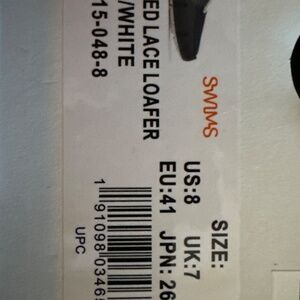 SWIMS
ED LACE LOAFER
/WHITE
15-048-8
SIZE:
US:8 UK:7
EU:41 JPN: 26
1 91098 0346
UPC